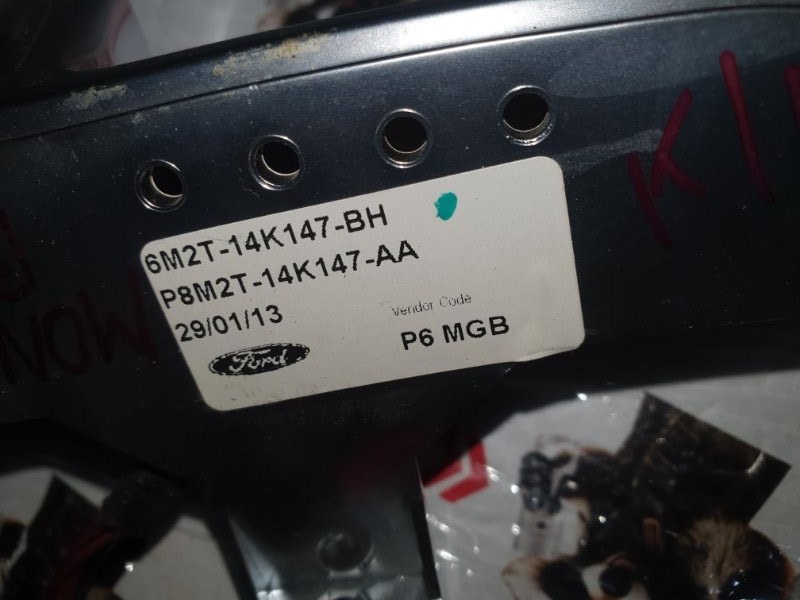 6M2T-14K147-BH
P8M2T-14K147-AA
29/01/13
Vendor Code
Ford
P6 MGB